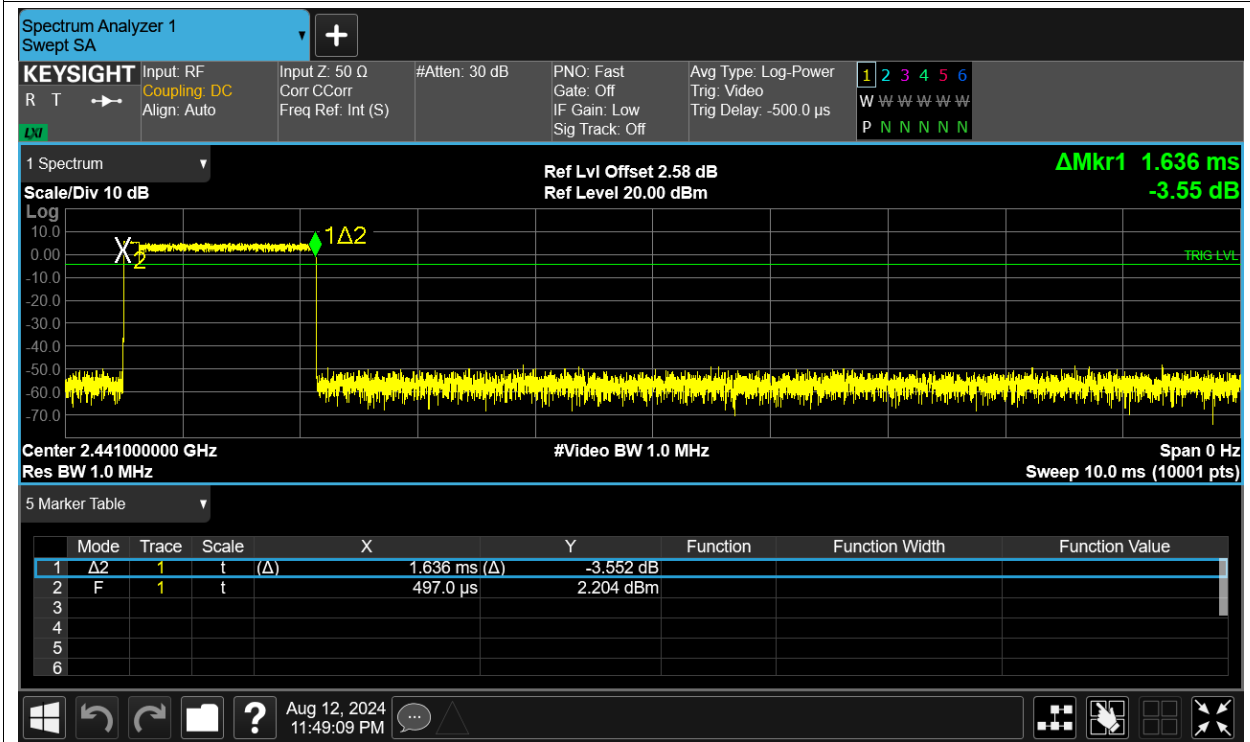 Spectrum Analyzer 1
Swept SA
KEYSIGHT Input: RF Input Z: 50 Ω #Atten: 30 dB PNO: Fast Avg Type: Log-Power 1 2 3 4 5 6
R T Coupling: DC Corr CCorr Gate: Off Trig: Video W W W W W W
Align: Auto Freq Ref: Int (S) IF Gain: Low Trig Delay: -500.0 µs
LXI Sig Track: Off P N N N N N
1 Spectrum Ref Lvl Offset 2.58 dB ΔMkr1 1.636 ms
Scale/Div 10 dB Ref Level 20.00 dBm -3.55 dB
Log
10.0 X 2 1Δ2
0.00 TRIG LVL
-10.0
-20.0
-30.0
-40.0
-50.0
-60.0
-70.0
Center 2.441000000 GHz #Video BW 1.0 MHz Span 0 Hz
Res BW 1.0 MHz Sweep 10.0 ms (10001 pts)
5 Marker Table
Mode Trace Scale X Y Function Function Width Function Value
1 Δ2 1 t (Δ) 1.636 ms (Δ) -3.552 dB
2 F 1 t 497.0 µs 2.204 dBm
3
4
5
6
? Aug 12, 2024
11:49:09 PM